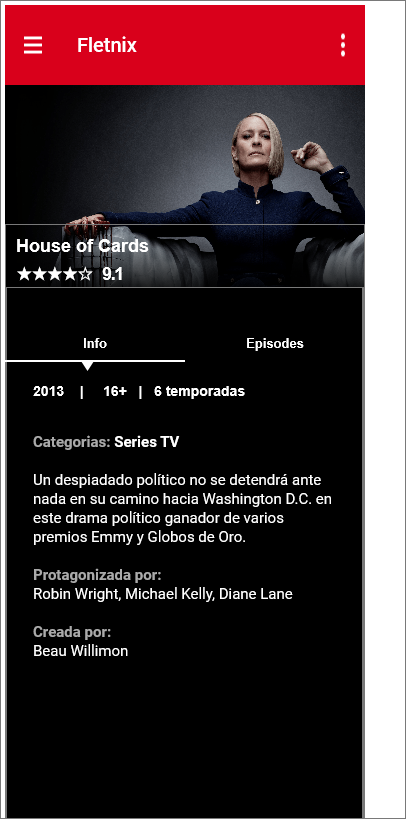 Fletnix
House of Cards
★★★★☆ 9.1
Info Episodes
2013 | 16+ | 6 temporadas
Categorias: Series TV
Un despiadado político no se detendrá ante
nada en su camino hacia Washington D.C. en
este drama político ganador de varios
premios Emmy y Globos de Oro.
Protagonizada por:
Robin Wright, Michael Kelly, Diane Lane
Creada por:
Beau Willimon